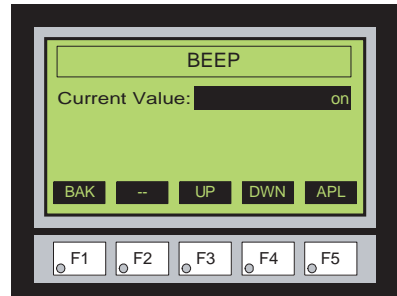 BEEP
Current Value: on
BAK -- UP DWN APL
F1 F2 F3 F4 F5